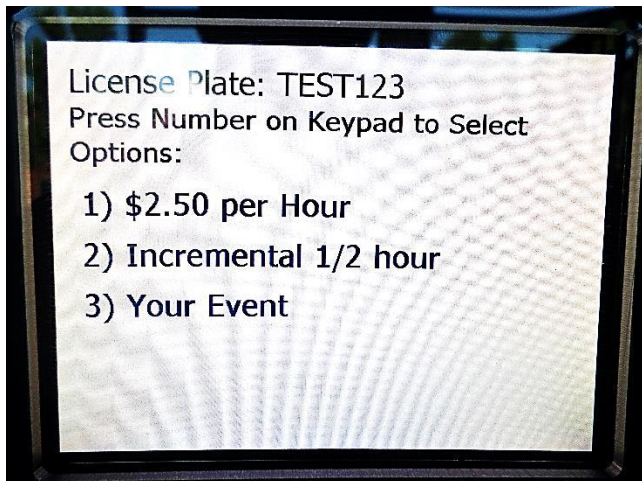 License Plate: TEST123
Press Number on Keypad to Select
Options:
1) $2.50 per Hour
2) Incremental 1/2 hour
3) Your Event